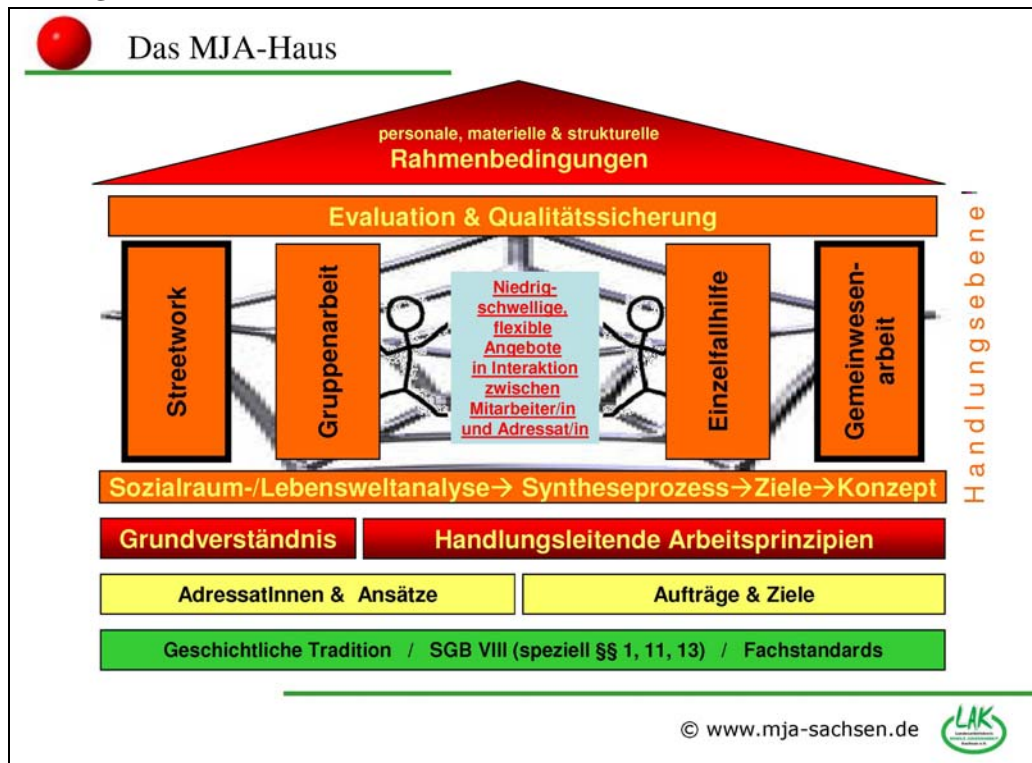 Das MJA-Haus
personale, materielle & strukturelle
Rahmenbedingungen
Evaluation & Qualitätssicherung
Streetwork
Gruppenarbeit
Niedrig-
schwellige,
flexible
Angebote
in Interaktion
zwischen
Mitarbeiter/in
und Adressat/in
Einzelfallhilfe
Gemeinwesen-
arbeit
Handlungsebene
Sozialraum-/Lebensweltanalyse→ Syntheseprozess→Ziele→Konzept
Grundverständnis
Handlungsleitende Arbeitsprinzipien
AdressatInnen & Ansätze
Aufträge & Ziele
Geschichtliche Tradition / SGB VIII (speziell §§ 1, 11, 13) / Fachstandards
© www.mja-sachsen.de
LAK